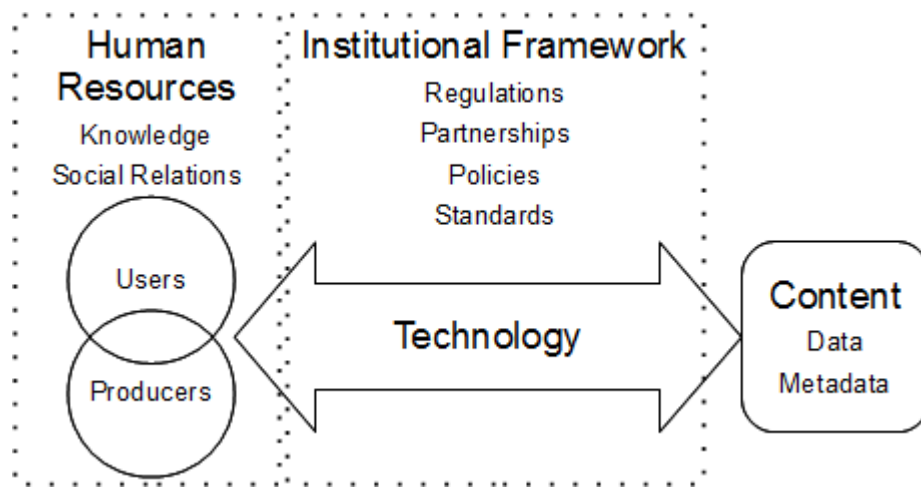 Human
Resources
Knowledge
Social Relations
Users
Producers
Institutional Framework
Regulations
Partnerships
Policies
Standards
Technology
Content
Data
Metadata